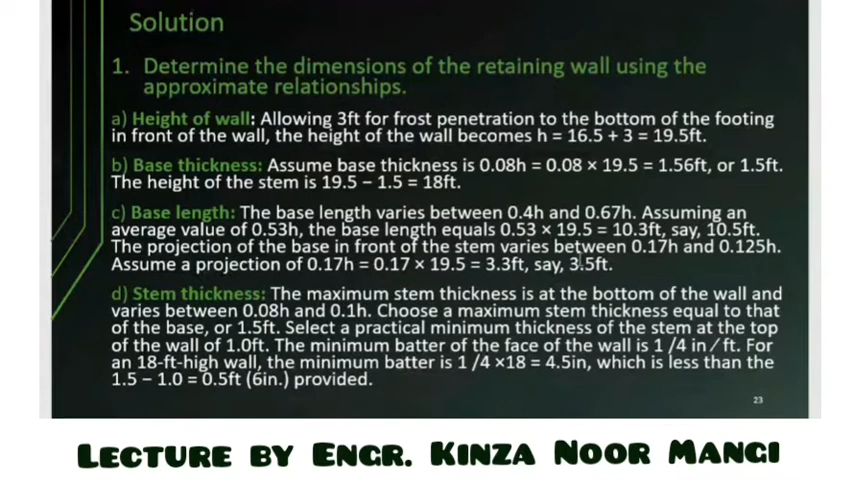 Solution
1. Determine the dimensions of the retaining wall using the
approximate relationships.
a) Height of wall: Allowing 3ft for frost penetration to the bottom of the footing
in front of the wall, the height of the wall becomes h = 16.5 + 3 = 19.5ft.
b) Base thickness: Assume base thickness is 0.08h = 0.08 × 19.5 = 1.56ft, or 1.5ft.
The height of the stem is 19.5 − 1.5 = 18ft.
c) Base length: The base length varies between 0.4h and 0.67h. Assuming an
average value of 0.53h, the base length equals 0.53 × 19.5 = 10.3ft, say, 10.5ft.
The projection of the base in front of the stem varies between 0.17h and 0.125h.
Assume a projection of 0.17h = 0.17 × 19.5 = 3.3ft, say, 3.5ft.
d) Stem thickness: The maximum stem thickness is at the bottom of the wall and
varies between 0.08h and 0.1h. Choose a maximum stem thickness equal to that
of the base, or 1.5ft. Select a practical minimum thickness of the stem at the top
of the wall of 1.0ft. The minimum batter of the face of the wall is 1/4 in/ft. For
an 18-ft-high wall, the minimum batter is 1/4 ×18 = 4.5in, which is less than the
1.5 − 1.0 = 0.5ft (6in.) provided.
23
Lecture by Engr. Kinza Noor Mangi